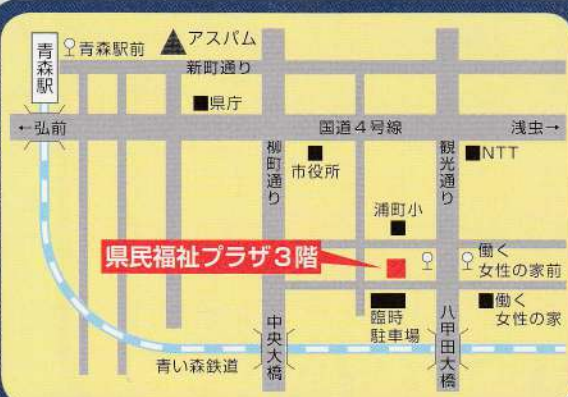 青森駅
青森駅前
アスパム
新町通り
県庁
←弘前
国道4号線
浅虫→
柳町通り
市役所
観光通り
NTT
浦町小
県民福祉プラザ3階
働く
女性の家前
臨時
駐車場
働く
女性の家
中央大橋
八甲田大橋
青い森鉄道